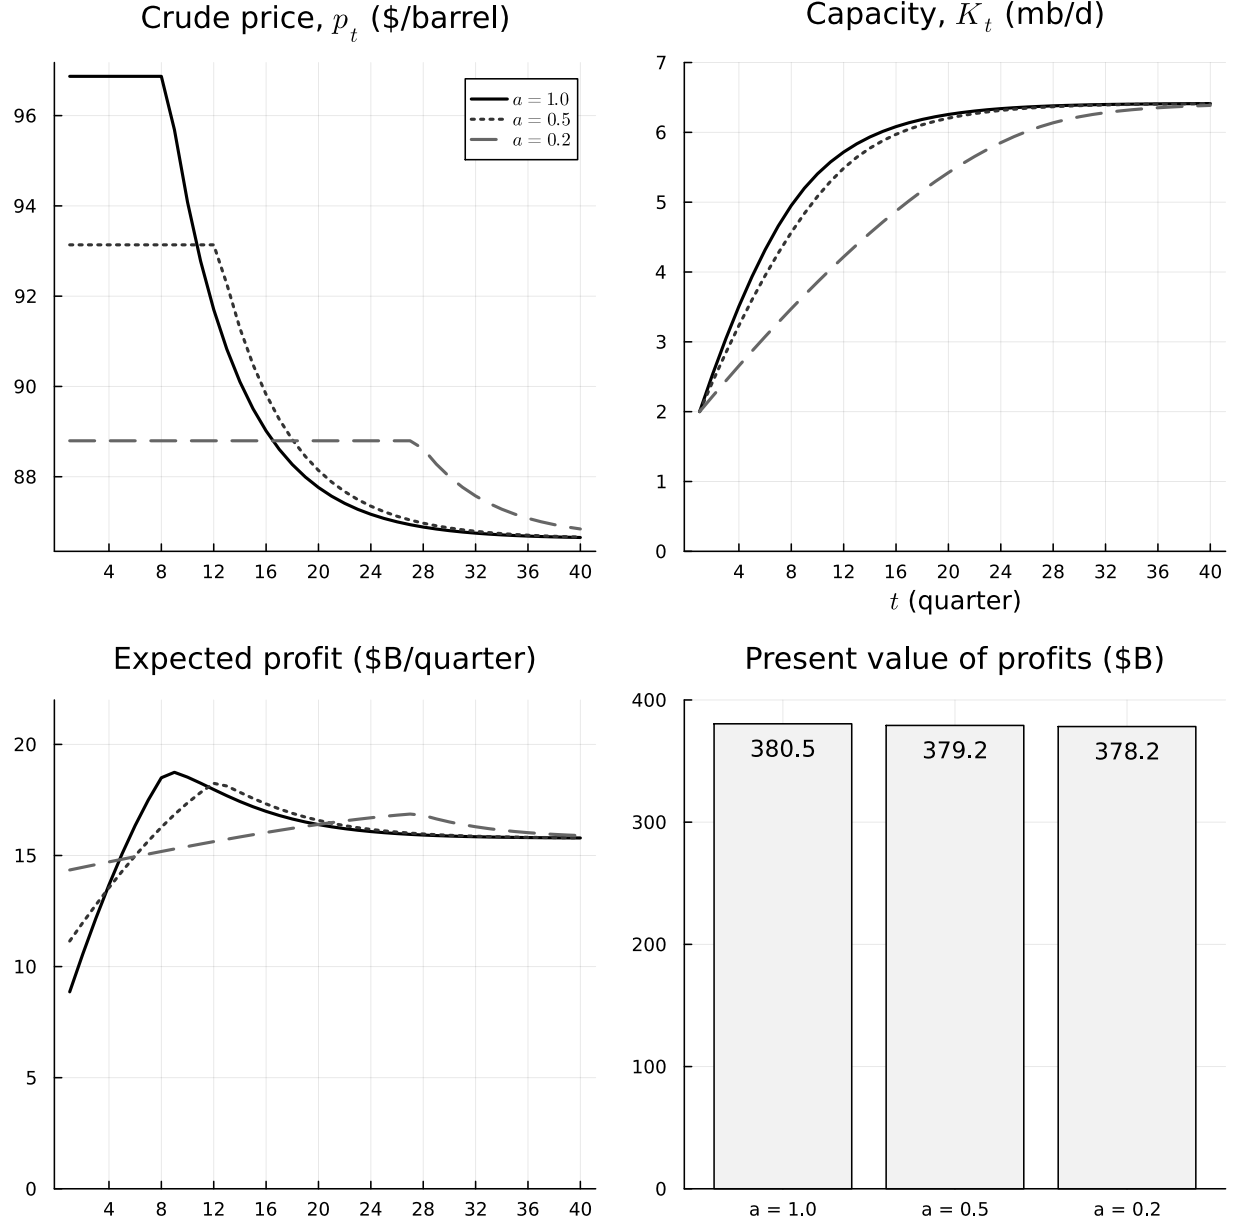 Crude price, p_t ($/barrel)
96
94
92
90
88
4 8 12 16 20 24 28 32 36 40
a = 1.0
a = 0.5
a = 0.2
Capacity, K_t (mb/d)
7
6
5
4
3
2
1
0
4 8 12 16 20 24 28 32 36 40
t (quarter)
Expected profit ($B/quarter)
20
15
10
5
0
4 8 12 16 20 24 28 32 36 40
Present value of profits ($B)
400
300
200
100
0
380.5 379.2 378.2
a = 1.0 a = 0.5 a = 0.2